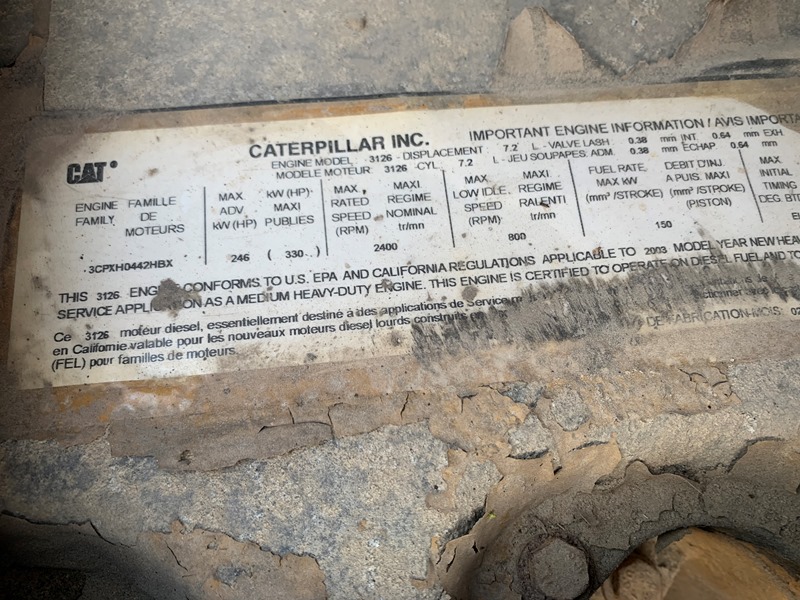 CAT
CATERPILLAR INC. IMPORTANT ENGINE INFORMATION / AVIS IMPORTA
ENGINE MODEL 3126 - DISPLACEMENT 7.2 L - VALVE LASH 0.38 mm INT. 0.64 mm EXH.
MODELE MOTEUR 3126 - CYL 7.2 L - JEU SOUPAPES: ADM. 0.38 mm ECHAP 0.64 mm
ENGINE FAMILY
FAMILLE DE MOTEURS
MAX. ADV. kW (HP)
kW (HP) MAXI PUBLIES
MAX. RATED SPEED (RPM)
MAXI REGIME NOMINAL tr/mn
MAX. LOW IDLE SPEED (RPM)
MAXI. REGIME RALENTI tr/mn
FUEL RATE MAX kW (mm³/STROKE)
DEBIT D'INJ. A PUIS. MAXI (mm³/STROKE) (PISTON)
MAX. INITIAL TIMING DEG.
3CPXH0442HBX 246 ( 330 ) 2400 800 150
THIS 3126 ENGINE CONFORMS TO U.S. EPA AND CALIFORNIA REGULATIONS APPLICABLE TO 2003 MODEL YEAR NEW
SERVICE APPLICATION AS A MEDIUM HEAVY-DUTY ENGINE. THIS ENGINE IS CERTIFIED TO OPERATE ON DIESEL FUEL AND TO
Ce 3126 moteur diesel, essentiellement destiné à des applications de Service
en Californie valable pour les nouveaux moteurs diesel lourds construits
(FEL) pour familles de moteurs.
DE FABRICATION-MOIS: 02